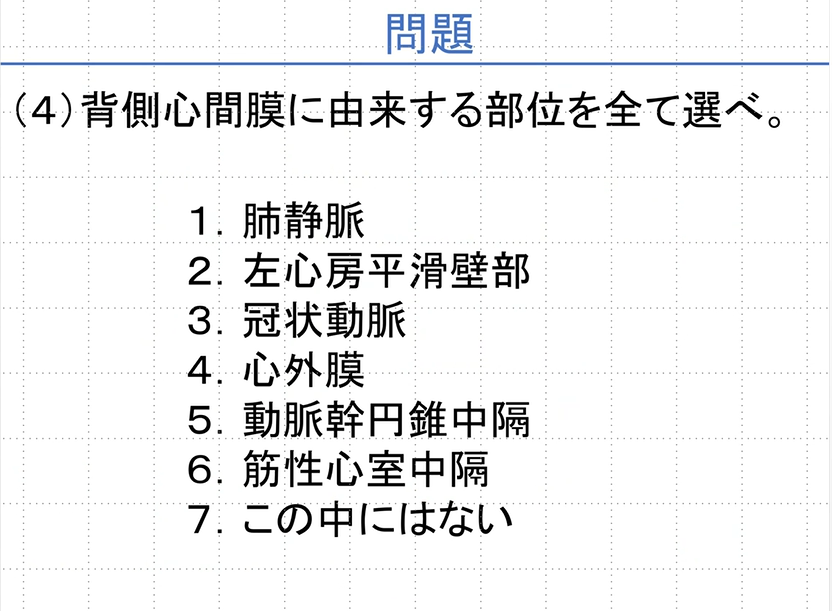 問題
（4）背側心間膜に由来する部位を全て選べ。
1. 肺静脈
2. 左心房平滑壁部
3. 冠状動脈
4. 心外膜
5. 動脈幹円錐中隔
6. 筋性心室中隔
7. この中にはない